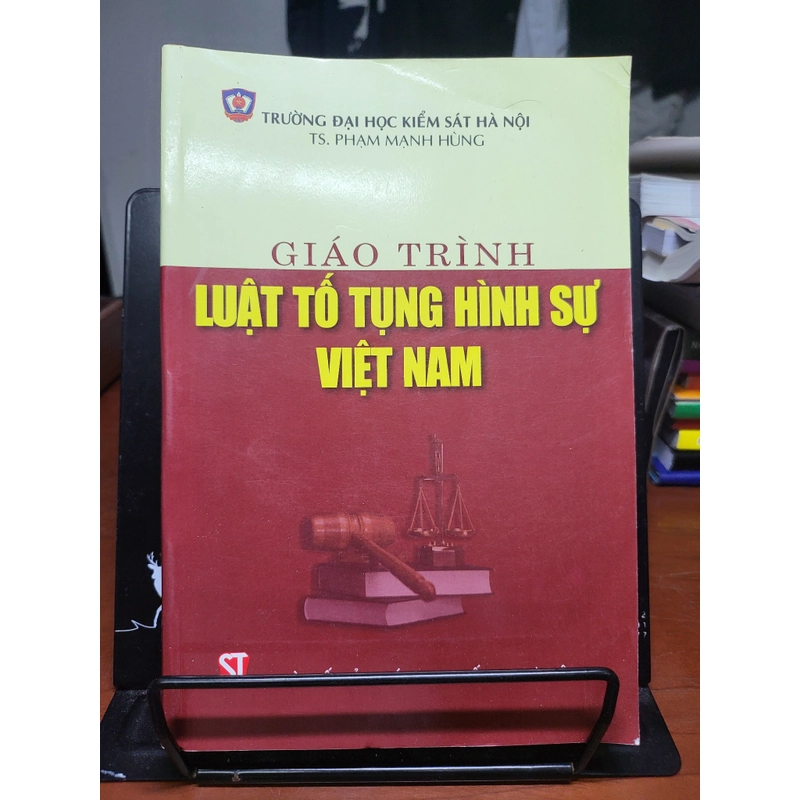 TRƯỜNG ĐẠI HỌC KIỂM SÁT HÀ NỘI
TS. PHẠM MẠNH HÙNG
GIÁO TRÌNH
LUẬT TỐ TỤNG HÌNH SỰ
VIỆT NAM
ST